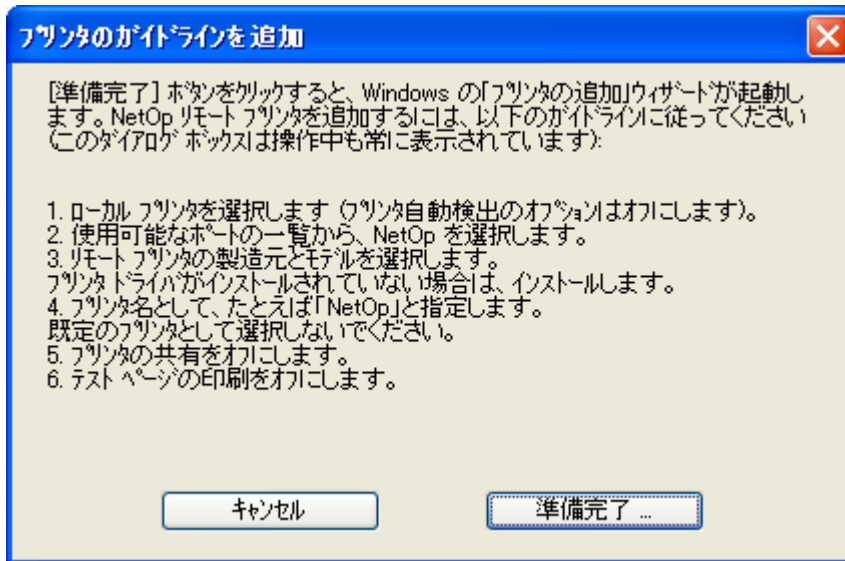 プリンタのガイドラインを追加
[準備完了] ボタンをクリックすると、Windows の「プリンタの追加」ウィザードが起動し
ます。NetOp リモート プリンタを追加するには、以下のガイドラインに従ってください
(このダイアログ ボックスは操作中も常に表示されています):
1. ローカル プリンタを選択します (プリンタ自動検出のオプションはオフにします)。
2. 使用可能なポートの一覧から、NetOp を選択します。
3. リモート プリンタの製造元とモデルを選択します。
プリンタ ドライバがインストールされていない場合は、インストールします。
4. プリンタ名として、たとえば「NetOp」と指定します。
既定のプリンタとして選択しないでください。
5. プリンタの共有をオフにします。
6. テスト ページの印刷をオフにします。
キャンセル
準備完了 ...